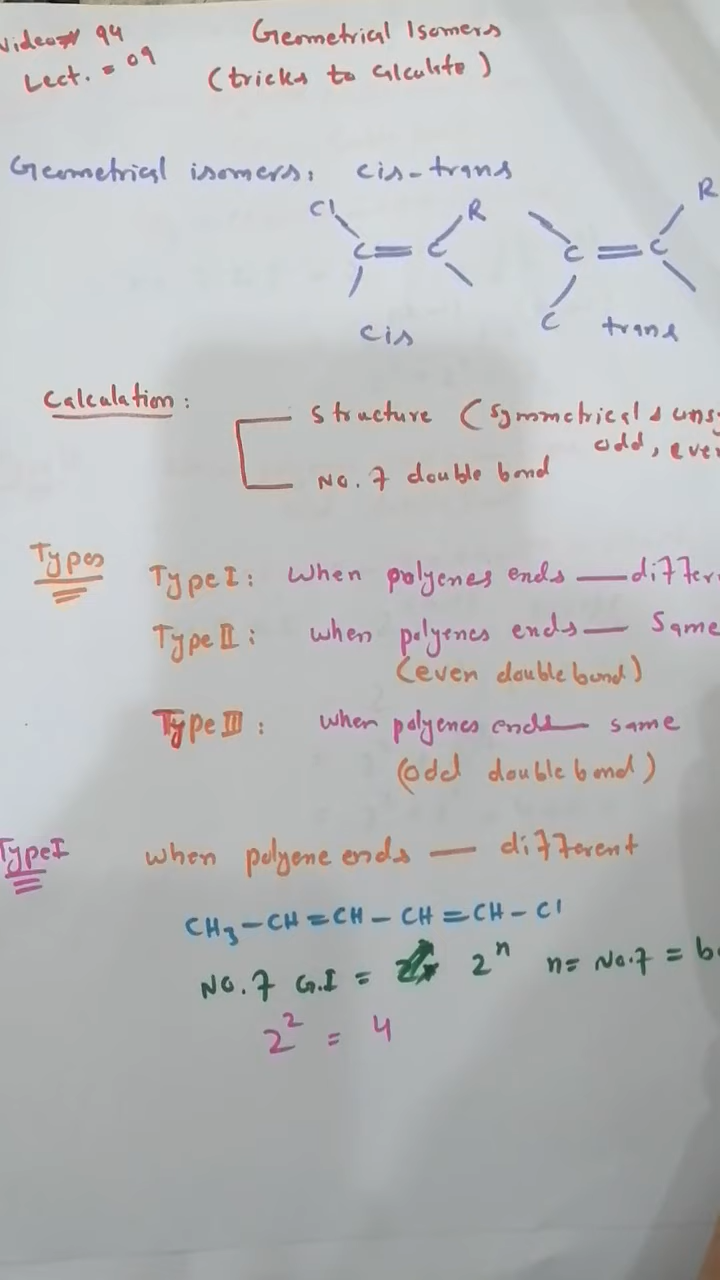 Video# 94
Lect. = 09
Geometrical Isomers
(tricks to calculate)
Geometrical isomers: cis-trans
Cl R
C=C
cis
R
C=C
C
trans
Calculation:
Structure (Symmetrical & uns
odd, even
No. of double bond
Types
Type I: When polyenes ends — differ
Type II: when polyenes ends — Same
(even double bond)
Type III: when polyenes ends — same
(odd double bond)
Type I when polyene ends — different
CH3-CH=CH-CH=CH-Cl
No. of G.I = 2^n n= No. of = bo
2^2 = 4